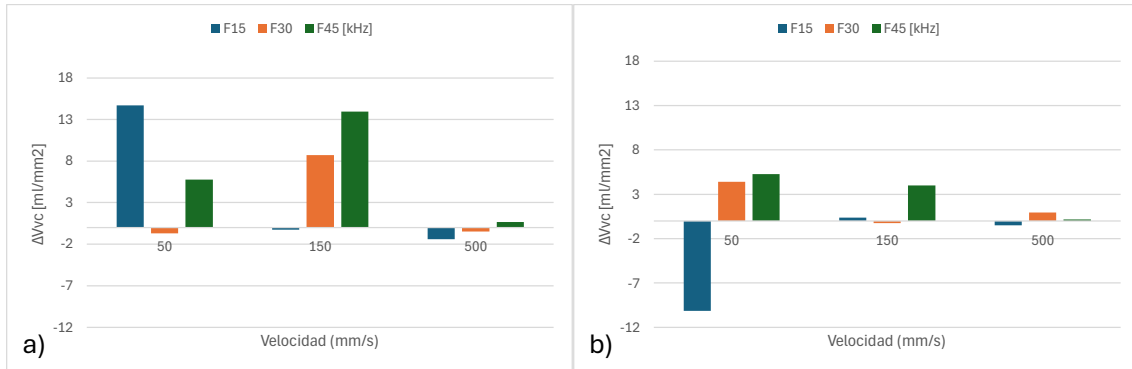 F15 F30 F45 [kHz]
18
13
8
3
-2
-7
-12
ΔVvc [ml/mm2]
50 150 500
Velocidad (mm/s)
a)
F15 F30 F45 [kHz]
18
13
8
3
-2
-7
-12
ΔVvc [ml/mm2]
50 150 500
Velocidad (mm/s)
b)